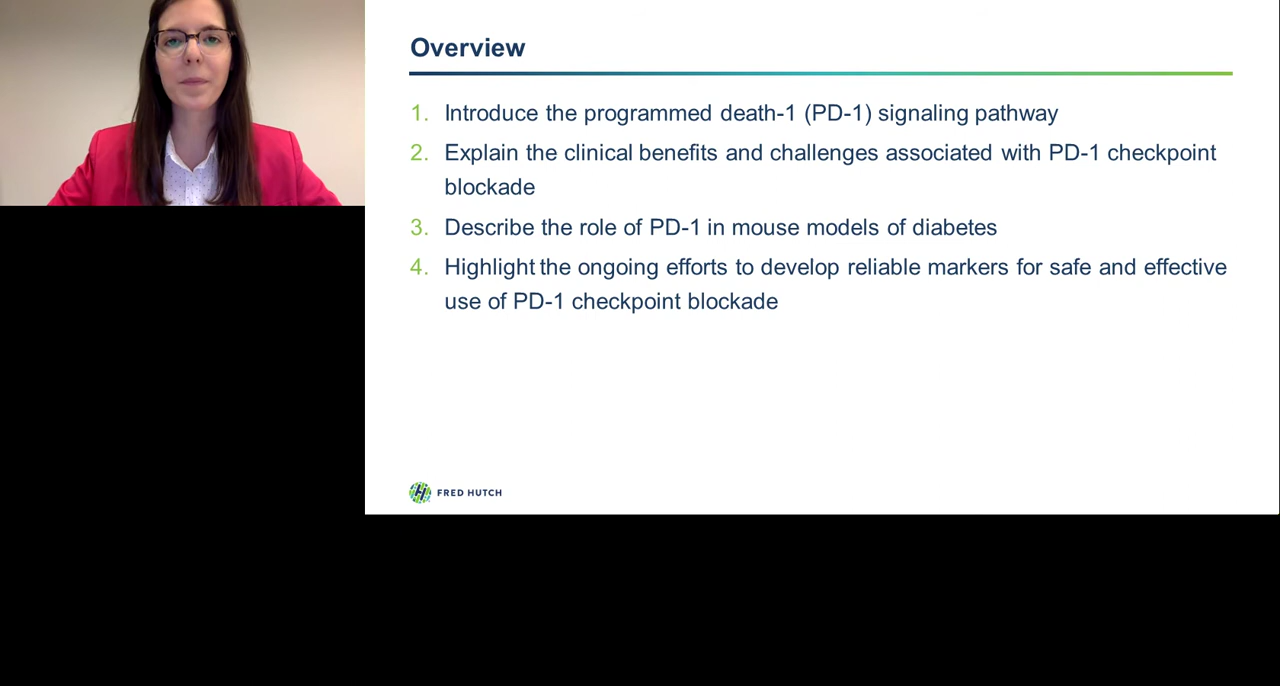 Overview
1. Introduce the programmed death-1 (PD-1) signaling pathway
2. Explain the clinical benefits and challenges associated with PD-1 checkpoint
blockade
3. Describe the role of PD-1 in mouse models of diabetes
4. Highlight the ongoing efforts to develop reliable markers for safe and effective
use of PD-1 checkpoint blockade
FRED HUTCH